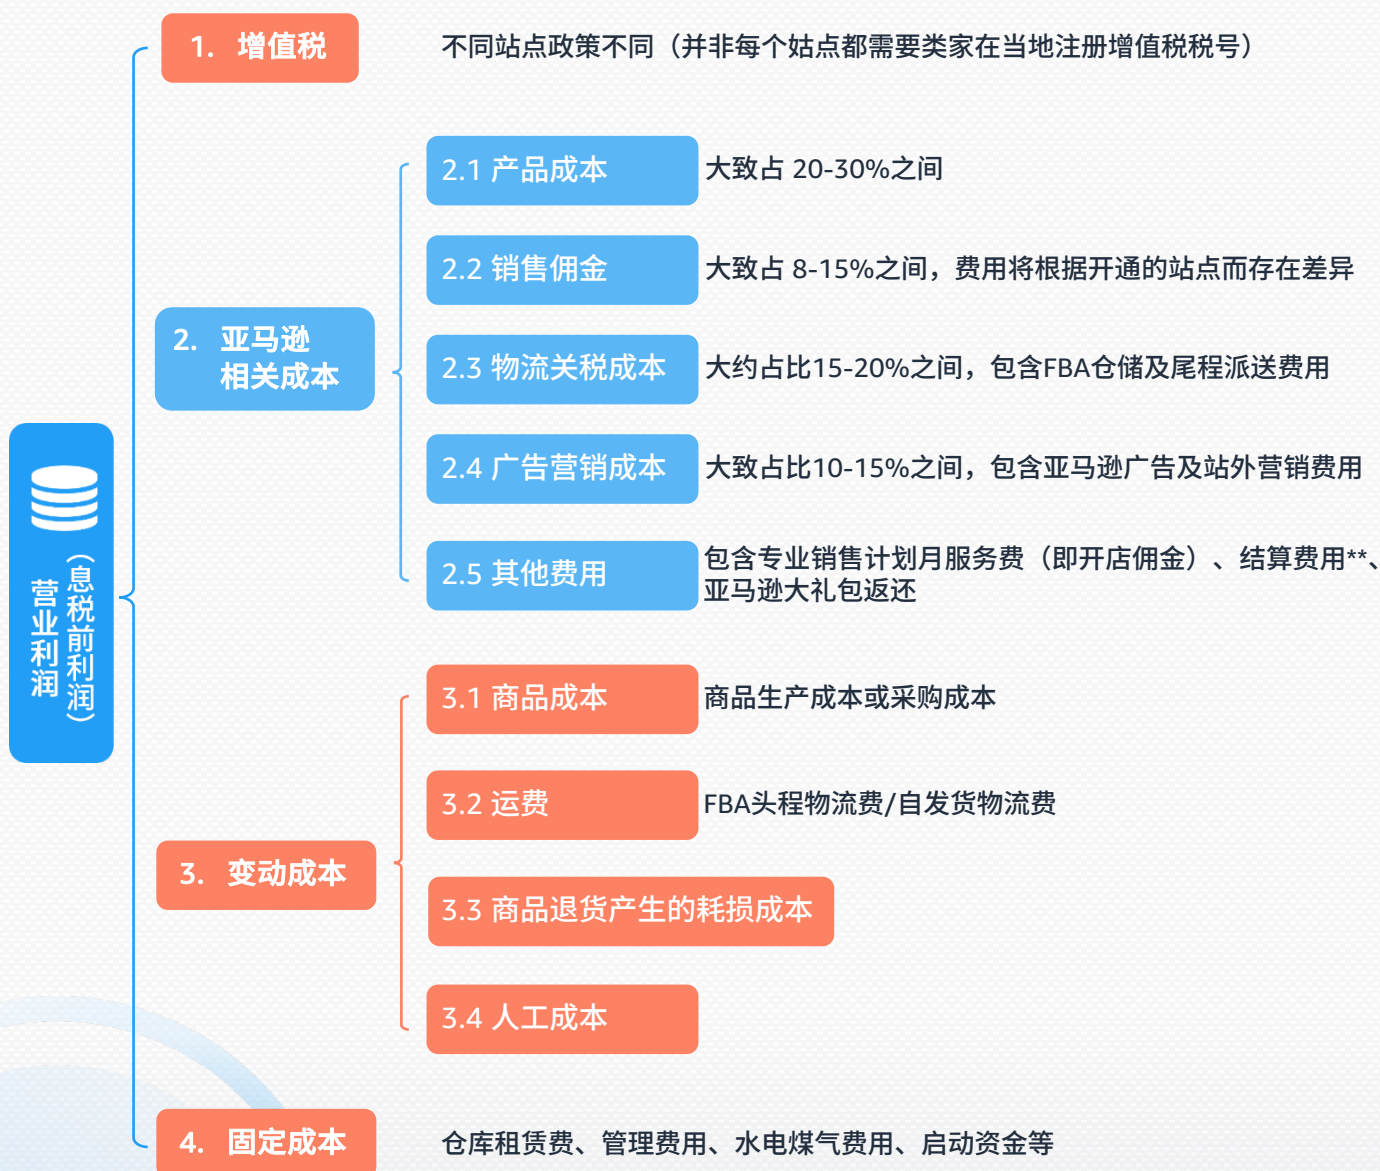 营业利润
（息税前利润）
1. 增值税
不同站点政策不同（并非每个姑点都需要类家在当地注册增值税税号）
2. 亚马逊
相关成本
2.1 产品成本
大致占 20-30%之间
2.2 销售佣金
大致占 8-15%之间，费用将根据开通的站点而存在差异
2.3 物流关税成本
大约占比15-20%之间，包含FBA仓储及尾程派送费用
2.4 广告营销成本
大致占比10-15%之间，包含亚马逊广告及站外营销费用
2.5 其他费用
包含专业销售计划月服务费（即开店佣金）、结算费用**、
亚马逊大礼包返还
3. 变动成本
3.1 商品成本
商品生产成本或采购成本
3.2 运费
FBA头程物流费/自发货物流费
3.3 商品退货产生的耗损成本
3.4 人工成本
4. 固定成本
仓库租赁费、管理费用、水电煤气费用、启动资金等